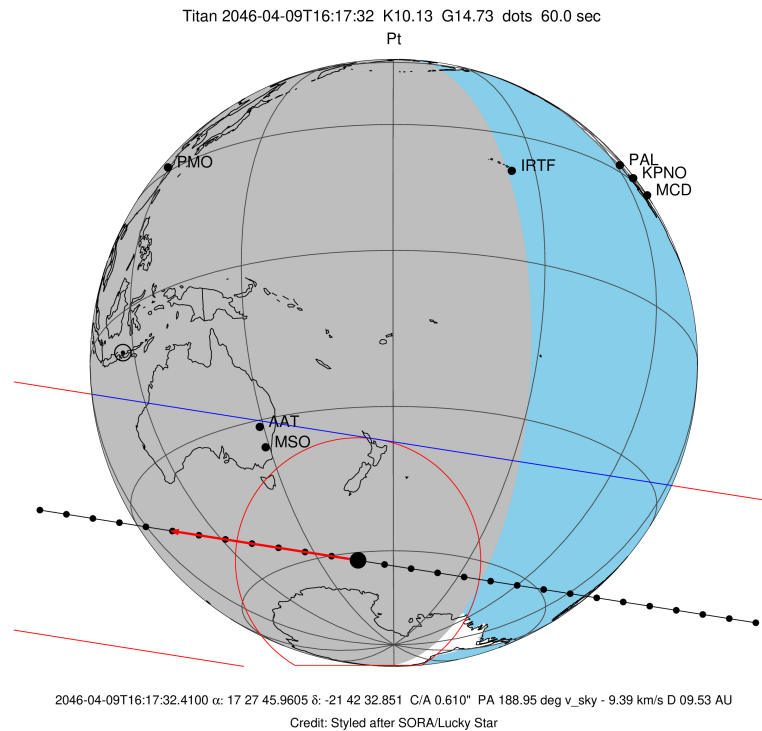 Titan 2046-04-09T16:17:32 K10.13 G14.73 dots 60.0 sec
Pt
PMO
IRTF
PAL
KPNO
MCD
AAT
MSO
2046-04-09T16:17:32.4100 α: 17 27 45.9605 δ: -21 42 32.851 C/A 0.610" PA 188.95 deg v_sky - 9.39 km/s D 09.53 AU
Credit: Styled after SORA/Lucky Star